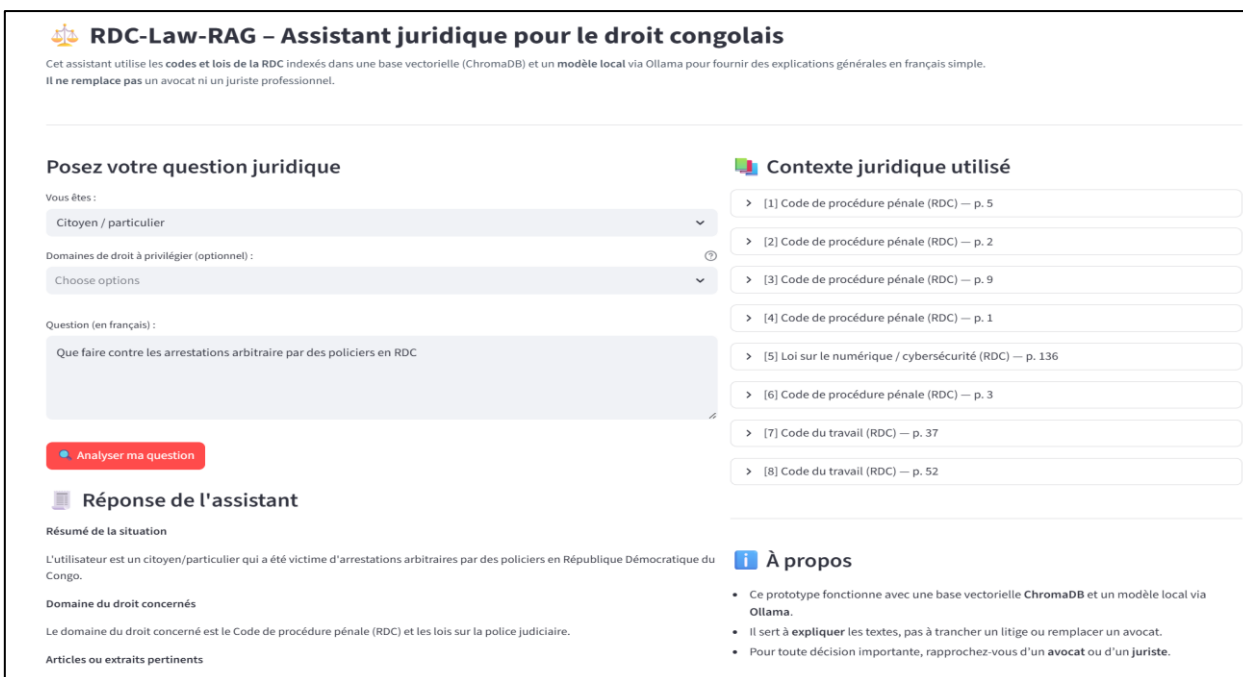 RDC-Law-RAG – Assistant juridique pour le droit congolais
Cet assistant utilise les codes et lois de la RDC indexés dans une base vectorielle (ChromaDB) et un modèle local via Ollama pour fournir des explications générales en français simple.
Il ne remplace pas un avocat ni un juriste professionnel.
Posez votre question juridique
Vous êtes :
Citoyen / particulier
Domaines de droit à privilégier (optionnel) :
Choose options
Question (en français) :
Que faire contre les arrestations arbitraire par des policiers en RDC
Analyser ma question
Réponse de l'assistant
Résumé de la situation
L'utilisateur est un citoyen/particulier qui a été victime d'arrestations arbitraires par des policiers en République Démocratique du
Congo.
Domaine du droit concernés
Le domaine du droit concerné est le Code de procédure pénale (RDC) et les lois sur la police judiciaire.
Articles ou extraits pertinents
Contexte juridique utilisé
[1] Code de procédure pénale (RDC) — p. 5
[2] Code de procédure pénale (RDC) — p. 2
[3] Code de procédure pénale (RDC) — p. 9
[4] Code de procédure pénale (RDC) — p. 1
[5] Loi sur le numérique / cybersécurité (RDC) — p. 136
[6] Code de procédure pénale (RDC) — p. 3
[7] Code du travail (RDC) — p. 37
[8] Code du travail (RDC) — p. 52
À propos
• Ce prototype fonctionne avec une base vectorielle ChromaDB et un modèle local via
Ollama.
• Il sert à expliquer les textes, pas à trancher un litige ou remplacer un avocat.
• Pour toute décision importante, rapprochez-vous d'un avocat ou d'un juriste.